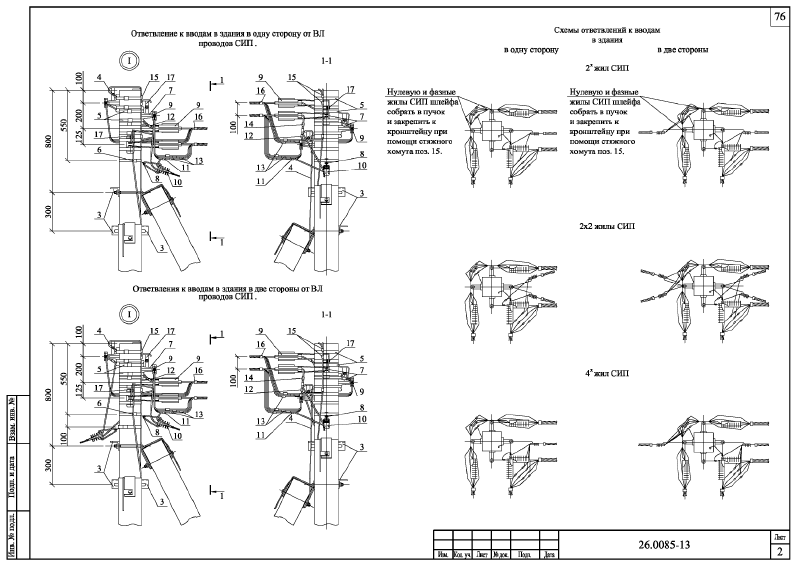 76
Ответвление к вводам в здания в одну сторону от ВЛ
проводов СИП .
I
1-1
4
15
17
1
7
9
9
5
12
16
17
6
8
11
13
10
3
3
1
100
200
125
550
800
300
9
15
16
17
5
7
14
9
12
8
13
10
11
4
3
100
Ответвления к вводам в здания в две стороны от ВЛ
проводов СИП .
I
1-1
4
15
17
1
7
9
9
5
12
16
17
6
13
8
10
11
3
3
1
100
200
125
550
800
100
300
9
15
16
17
5
14
7
12
9
8
13
10
11
4
3
100
Схемы ответвлений к вводам
в здания
в одну сторону
в две стороны
2х жил СИП
Нулевую и фазные
жилы СИП шлейфа
собрать в пучок
и закрепить к
кронштейну при
помощи стяжного
хомута поз. 15.
Нулевую и фазные
жилы СИП шлейфа
собрать в пучок
и закрепить к
кронштейну при
помощи стяжного
хомута поз. 15.
2х2 жилы СИП
4х жил СИП
Взам. инв. №
Подп. и дата
Инв. № подл.
Изм. Кол. уч. Лист № док. Подп. Дата
26.0085-13
Лист
2